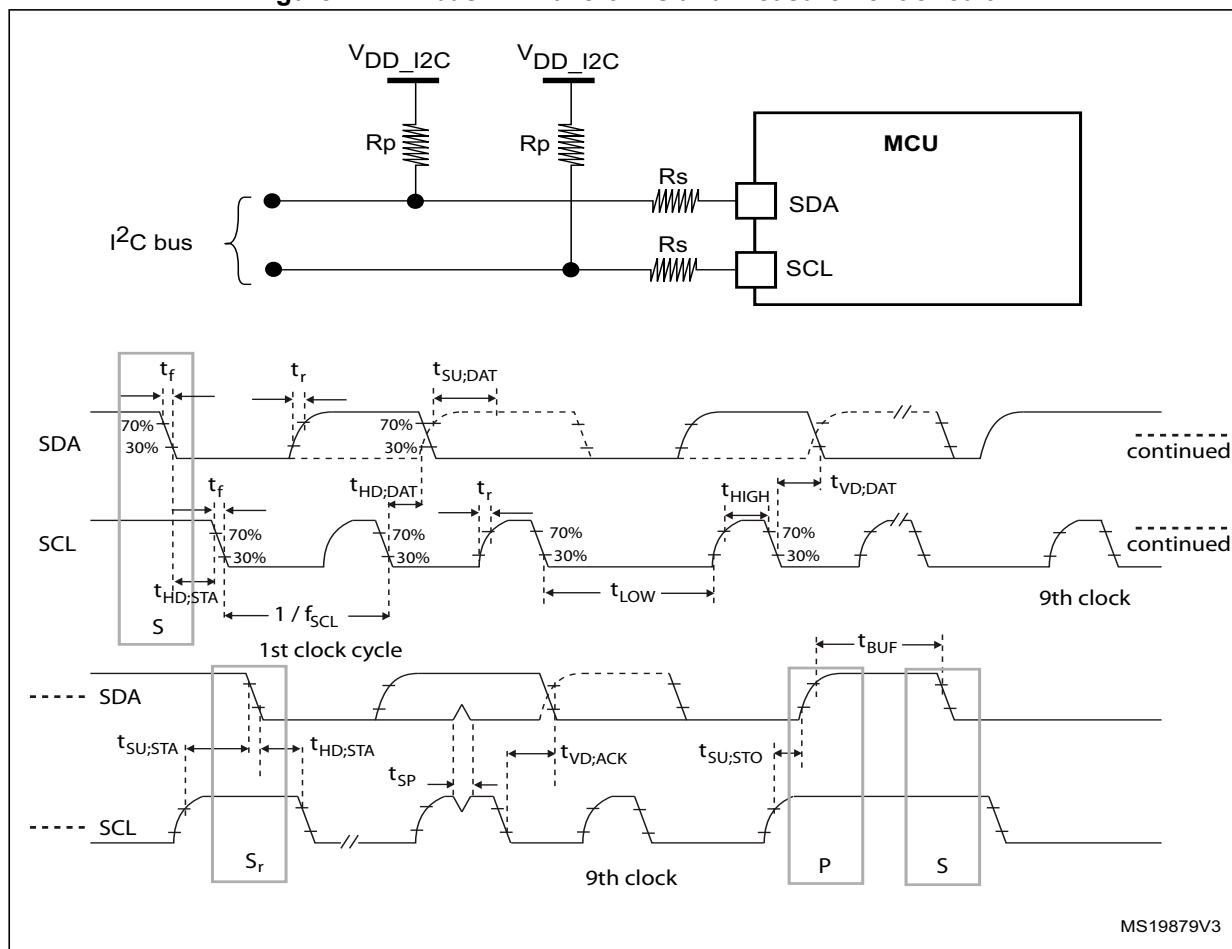 VDD_I2C VDD_I2C
Rp Rp
MCU
Rs
SDA
I2C bus
Rs
SCL
tf tr tSU;DAT
70% 70%
SDA
30% 30%
continued
tf tHD;DAT tr tHIGH tVD;DAT
SCL
70% 70% 70% 70%
30% 30% 30% 30%
continued
tHD;STA
1 / fSCL
tLOW
9th clock
S
1st clock cycle
tBUF
SDA
tSU;STA tHD;STA
tSP
tVD;ACK
tSU;STO
SCL
Sr
9th clock
P S
MS19879V3